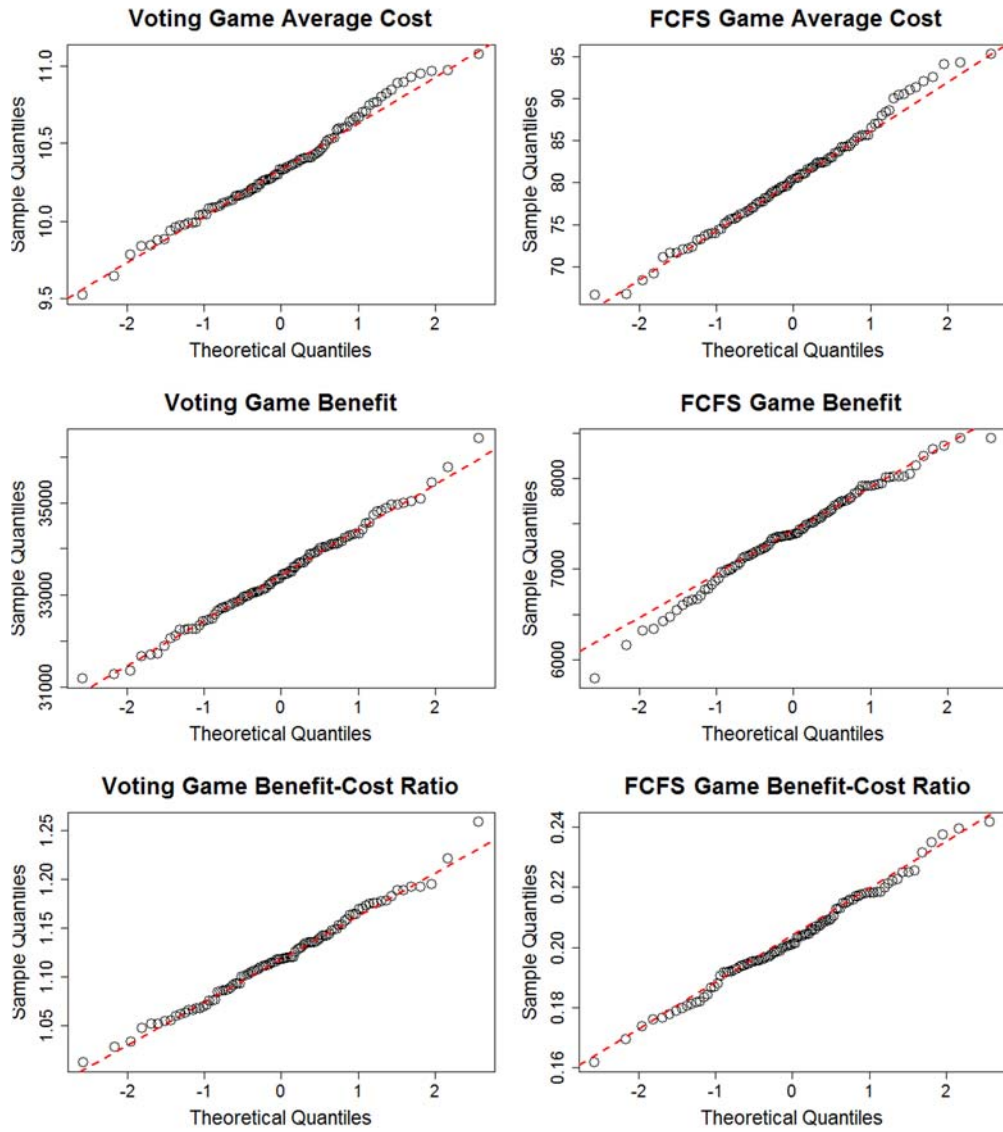 Voting Game Average Cost
Sample Quantiles
9.5 10.0 10.5 11.0
-2 -1 0 1 2
Theoretical Quantiles
FCFS Game Average Cost
Sample Quantiles
70 75 80 85 90 95
-2 -1 0 1 2
Theoretical Quantiles
Voting Game Benefit
Sample Quantiles
31000 33000 35000
-2 -1 0 1 2
Theoretical Quantiles
FCFS Game Benefit
Sample Quantiles
6000 7000 8000
-2 -1 0 1 2
Theoretical Quantiles
Voting Game Benefit-Cost Ratio
Sample Quantiles
1.05 1.10 1.15 1.20 1.25
-2 -1 0 1 2
Theoretical Quantiles
FCFS Game Benefit-Cost Ratio
Sample Quantiles
0.16 0.18 0.20 0.22 0.24
-2 -1 0 1 2
Theoretical Quantiles